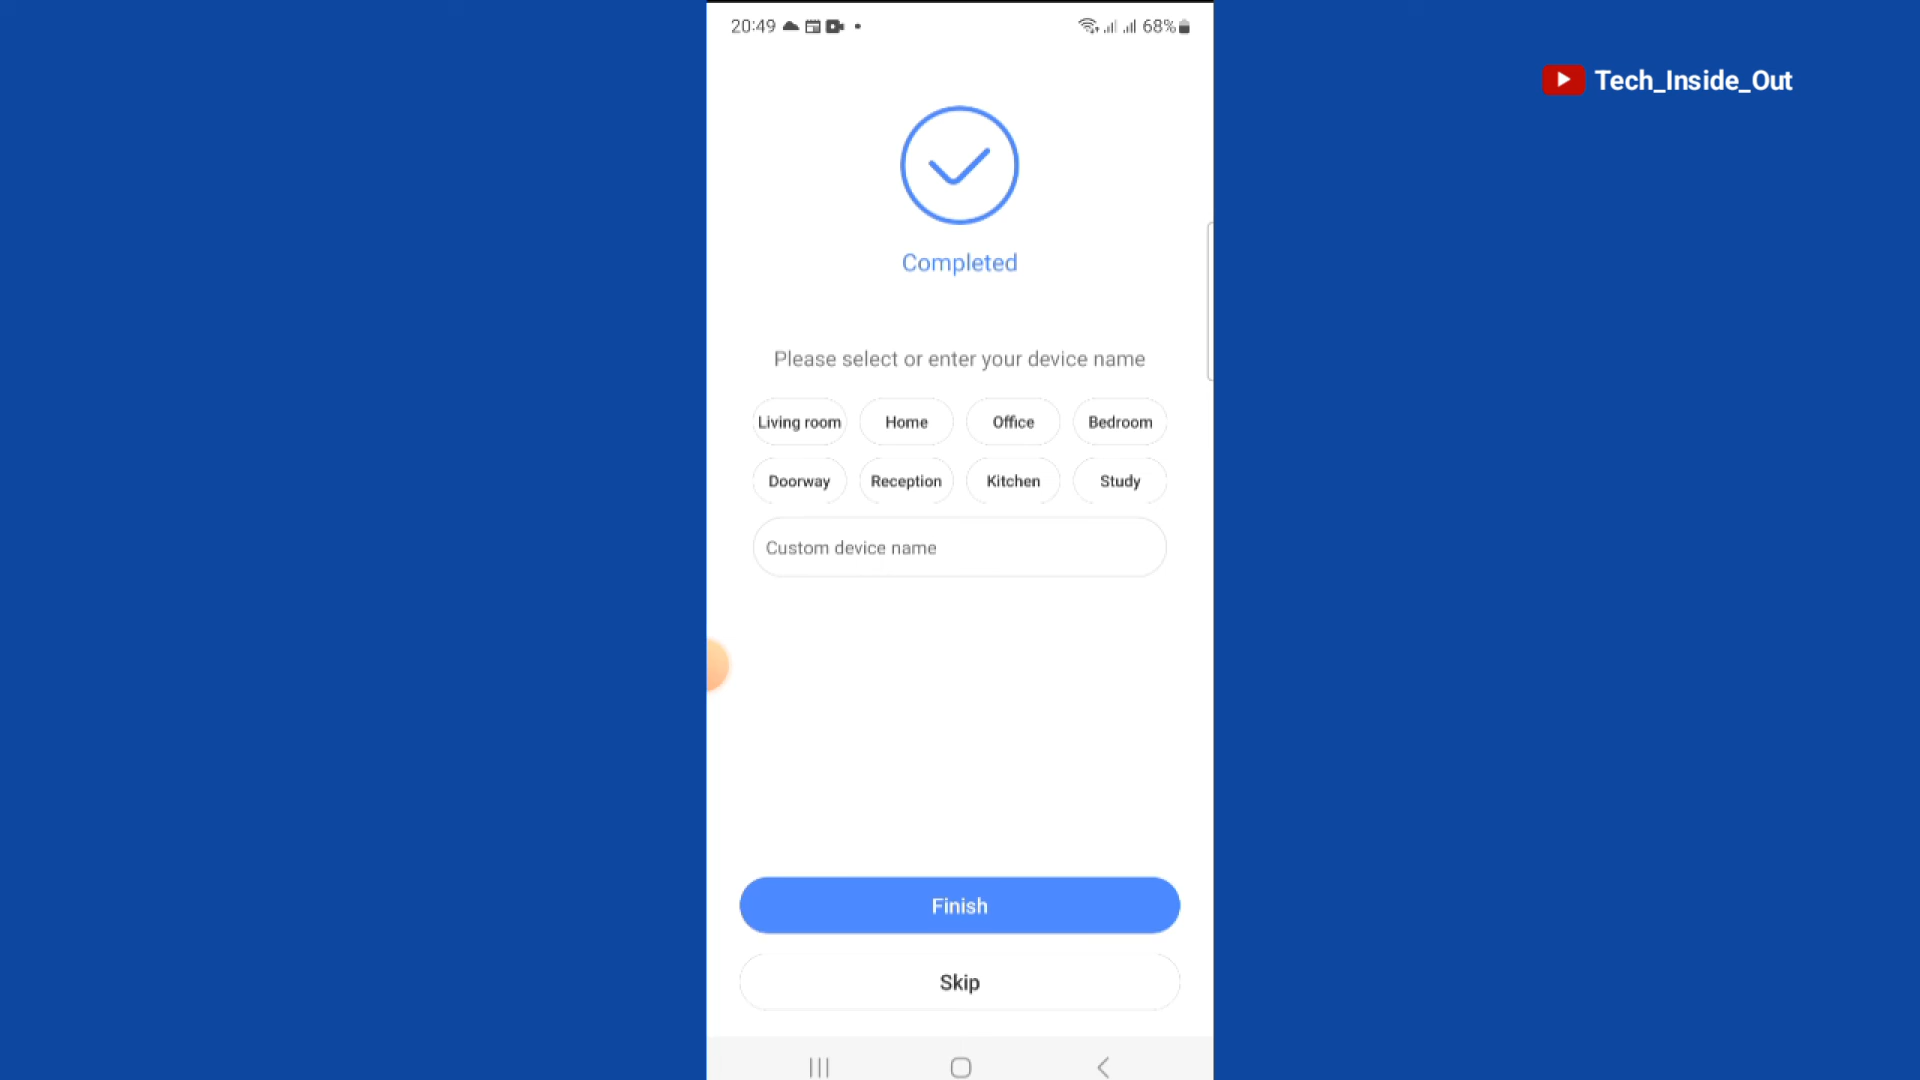 20:49
68%
Tech_Inside_Out
Completed
Please select or enter your device name
Living room Home Office Bedroom
Doorway Reception Kitchen Study
Custom device name
Finish
Skip